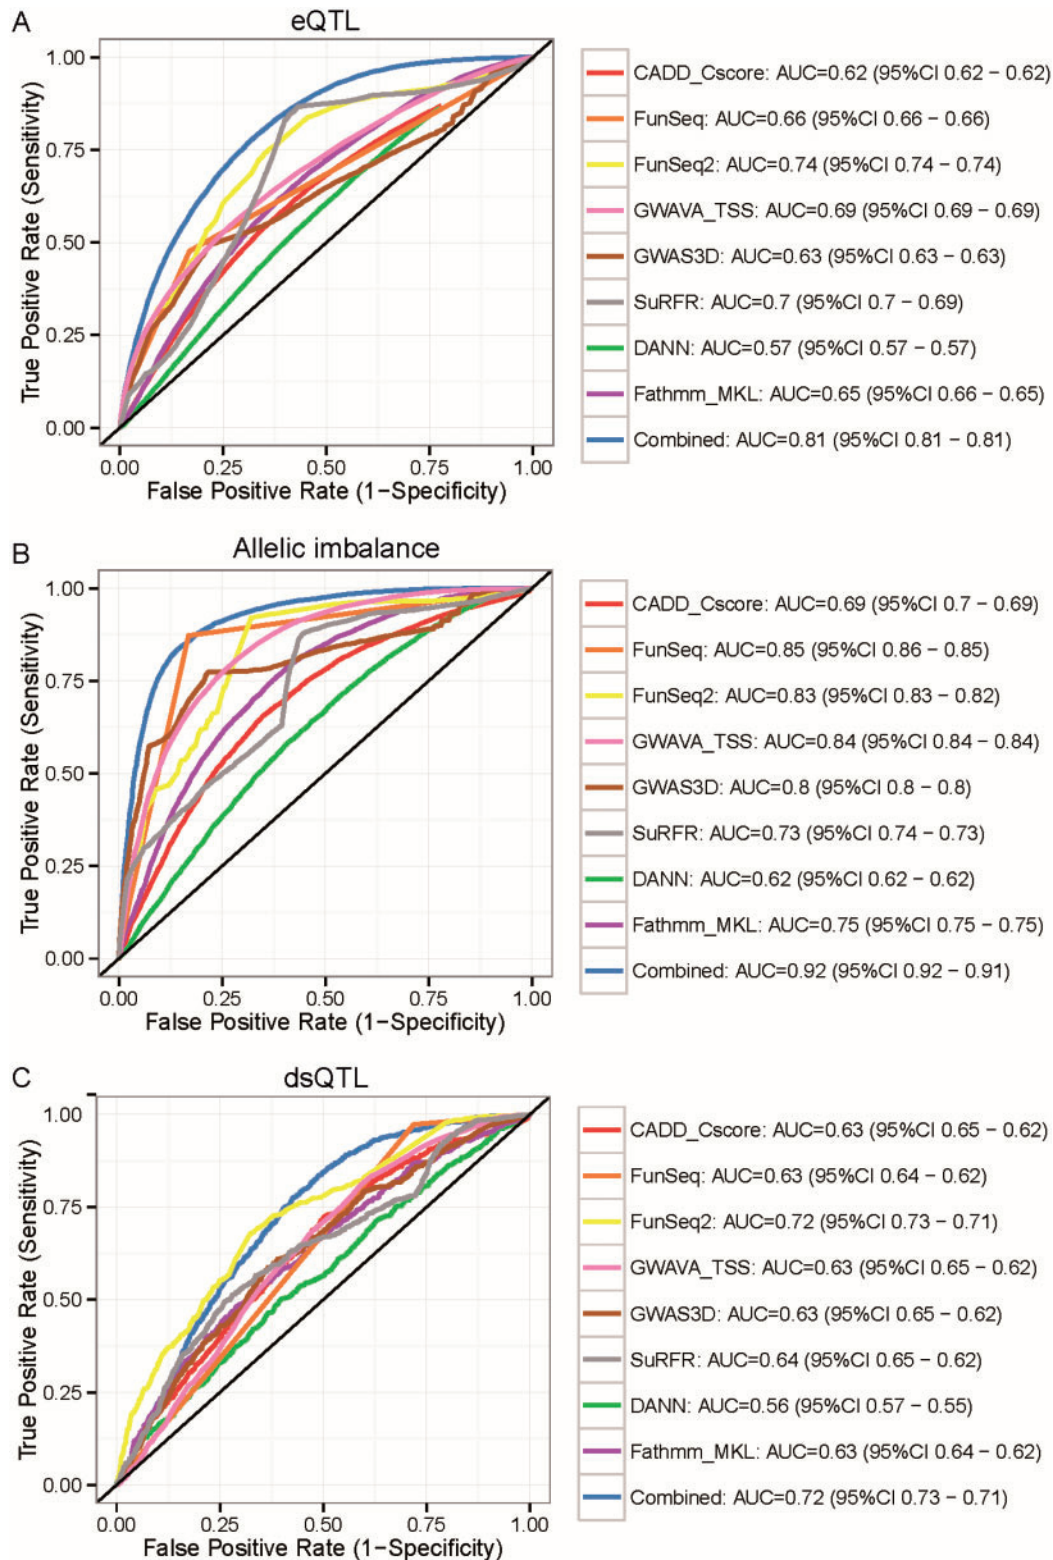 A
eQTL
True Positive Rate (Sensitivity)
1.00
0.75
0.50
0.25
0.00
0.00 0.25 0.50 0.75 1.00
False Positive Rate (1−Specificity)
CADD_Cscore: AUC=0.62 (95%CI 0.62 − 0.62)
FunSeq: AUC=0.66 (95%CI 0.66 − 0.66)
FunSeq2: AUC=0.74 (95%CI 0.74 − 0.74)
GWAVA_TSS: AUC=0.69 (95%CI 0.69 − 0.69)
GWAS3D: AUC=0.63 (95%CI 0.63 − 0.63)
SuRFR: AUC=0.7 (95%CI 0.7 − 0.69)
DANN: AUC=0.57 (95%CI 0.57 − 0.57)
Fathmm_MKL: AUC=0.65 (95%CI 0.66 − 0.65)
Combined: AUC=0.81 (95%CI 0.81 − 0.81)
B
Allelic imbalance
True Positive Rate (Sensitivity)
1.00
0.75
0.50
0.25
0.00
0.00 0.25 0.50 0.75 1.00
False Positive Rate (1−Specificity)
CADD_Cscore: AUC=0.69 (95%CI 0.7 − 0.69)
FunSeq: AUC=0.85 (95%CI 0.86 − 0.85)
FunSeq2: AUC=0.83 (95%CI 0.83 − 0.82)
GWAVA_TSS: AUC=0.84 (95%CI 0.84 − 0.84)
GWAS3D: AUC=0.8 (95%CI 0.8 − 0.8)
SuRFR: AUC=0.73 (95%CI 0.74 − 0.73)
DANN: AUC=0.62 (95%CI 0.62 − 0.62)
Fathmm_MKL: AUC=0.75 (95%CI 0.75 − 0.75)
Combined: AUC=0.92 (95%CI 0.92 − 0.91)
C
dsQTL
True Positive Rate (Sensitivity)
1.00
0.75
0.50
0.25
0.00
0.00 0.25 0.50 0.75 1.00
False Positive Rate (1−Specificity)
CADD_Cscore: AUC=0.63 (95%CI 0.65 − 0.62)
FunSeq: AUC=0.63 (95%CI 0.64 − 0.62)
FunSeq2: AUC=0.72 (95%CI 0.73 − 0.71)
GWAVA_TSS: AUC=0.63 (95%CI 0.65 − 0.62)
GWAS3D: AUC=0.63 (95%CI 0.65 − 0.62)
SuRFR: AUC=0.64 (95%CI 0.65 − 0.62)
DANN: AUC=0.56 (95%CI 0.57 − 0.55)
Fathmm_MKL: AUC=0.63 (95%CI 0.64 − 0.62)
Combined: AUC=0.72 (95%CI 0.73 − 0.71)